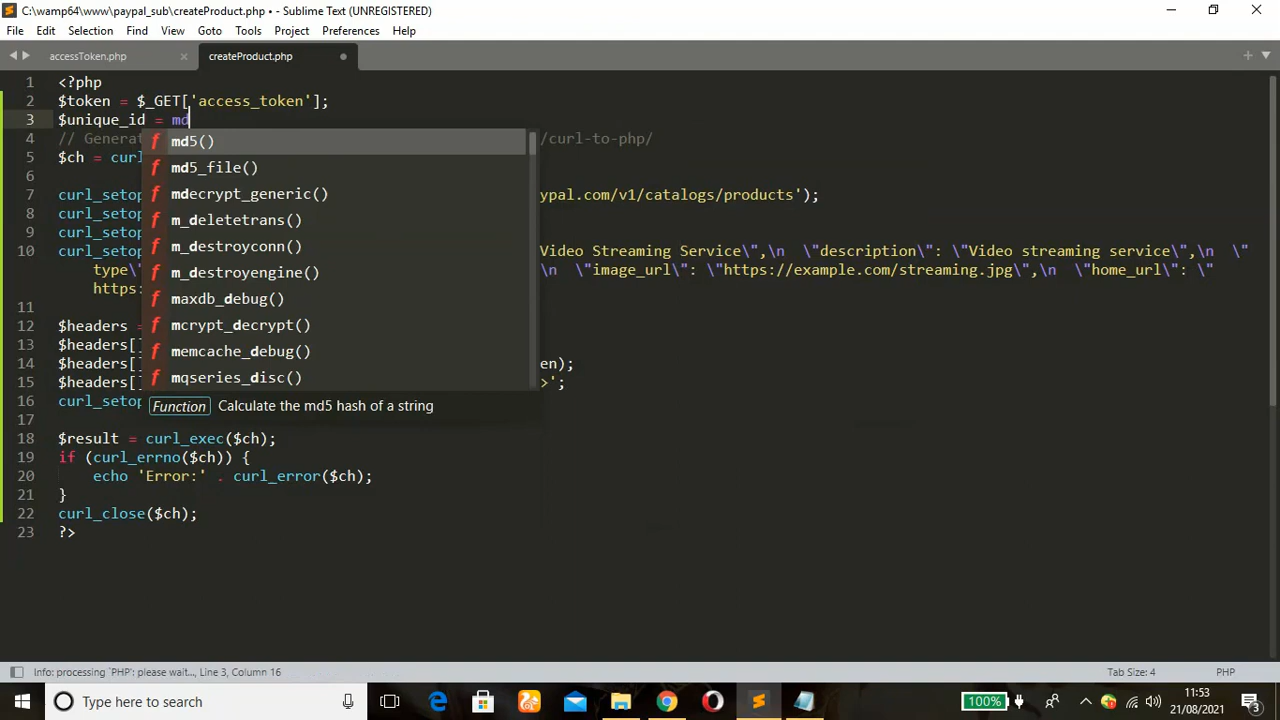 C:\wamp64\www\paypal_sub\createProduct.php • - Sublime Text (UNREGISTERED)
File Edit Selection Find View Goto Tools Project Preferences Help
accessToken.php createProduct.php
1 <?php
2 $token = $_GET['access_token'];
3 $unique_id = md
4 // Generat /curl-to-php/
5 $ch = curl
6
7 curl_setop ypal.com/v1/catalogs/products');
8 curl_setop
9 curl_setop
10 curl_setop Video Streaming Service\",\n  \"description\": \"Video streaming service\",\n  \"
type\" \n  \"image_url\": \"https://example.com/streaming.jpg\",\n  \"home_url\": \"
https:
11
12 $headers =
13 $headers[]
14 $headers[] en);
15 $headers[] >';
16 curl_setop
17
18 $result = curl_exec($ch);
19 if (curl_errno($ch)) {
20 echo 'Error:' . curl_error($ch);
21 }
22 curl_close($ch);
23 ?>
f md5()
f md5_file()
f mdecrypt_generic()
f m_deletetrans()
f m_destroyconn()
f m_destroyengine()
f maxdb_debug()
f mcrypt_decrypt()
f memcache_debug()
f mqseries_disc()
Function Calculate the md5 hash of a string
Info: processing `PHP`: please wait..., Line 3, Column 16 Tab Size: 4 PHP
Type here to search 100% 11:53
21/08/2021
3